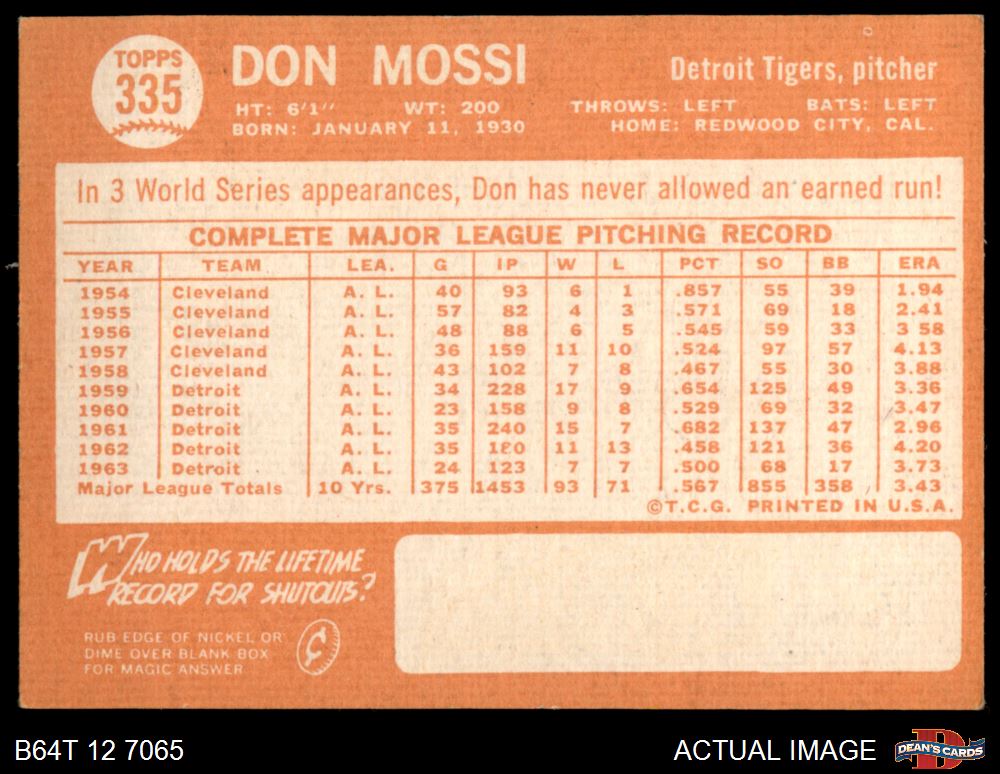 TOPPS
335
DON MOSSI
Detroit Tigers, pitcher
HT: 6'1" WT: 200 THROWS: LEFT BATS: LEFT
BORN: JANUARY 11, 1930 HOME: REDWOOD CITY, CAL.
In 3 World Series appearances, Don has never allowed an earned run!
COMPLETE MAJOR LEAGUE PITCHING RECORD
YEAR TEAM LEA. G IP W L PCT SO BB ERA
1954 Cleveland A. L. 40 93 6 1 .857 55 39 1.94
1955 Cleveland A. L. 57 82 4 3 .571 69 18 2.41
1956 Cleveland A. L. 48 88 6 5 .545 59 33 3 58
1957 Cleveland A. L. 36 159 11 10 .524 97 57 4.13
1958 Cleveland A. L. 43 102 7 8 .467 55 30 3.88
1959 Detroit A. L. 34 228 17 9 .654 125 49 3.36
1960 Detroit A. L. 23 158 9 8 .529 69 32 3.47
1961 Detroit A. L. 35 240 15 7 .682 137 47 2.96
1962 Detroit A. L. 35 180 11 13 .458 121 36 4.20
1963 Detroit A. L. 24 123 7 7 .500 68 17 3.73
Major League Totals 10 Yrs. 375 1453 93 71 .567 855 358 3.43
©T.C.G. PRINTED IN U.S.A.
WHO HOLDS THE LIFETIME
RECORD FOR SHUTOUTS?
RUB EDGE OF NICKEL OR
DIME OVER BLANK BOX
FOR MAGIC ANSWER
¢
B64T 12 7065
ACTUAL IMAGE
DEAN'S CARDS